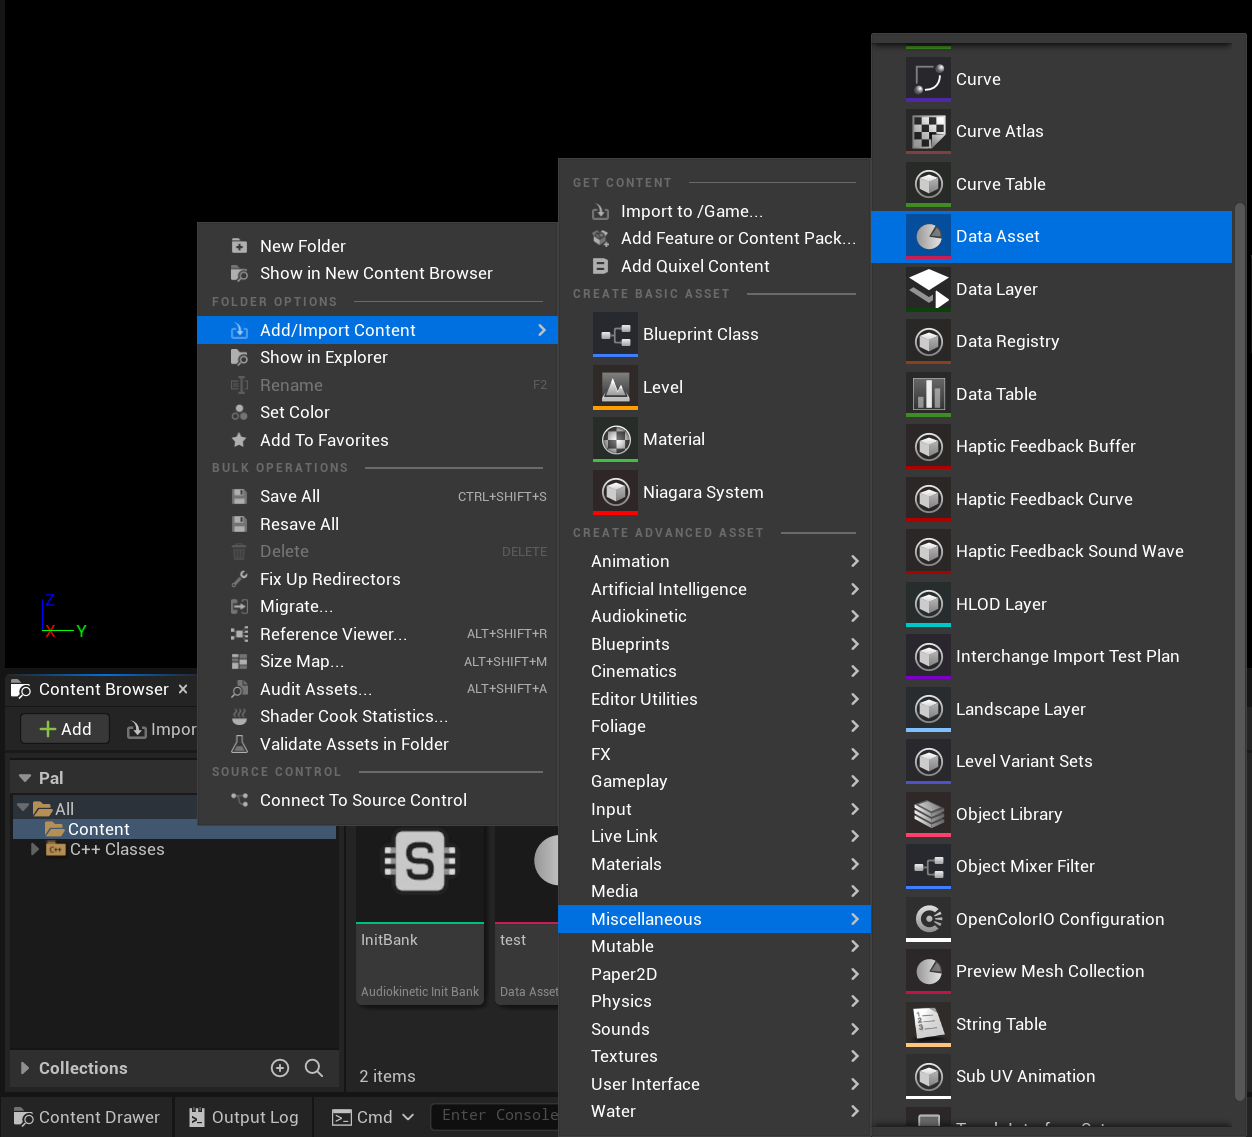 Z
X
Y
New Folder
Show in New Content Browser
FOLDER OPTIONS
Add/Import Content
Show in Explorer
Rename F2
Set Color
Add To Favorites
BULK OPERATIONS
Save All CTRL+SHIFT+S
Resave All
Delete DELETE
Fix Up Redirectors
Migrate...
Reference Viewer... ALT+SHIFT+R
Size Map... ALT+SHIFT+M
Audit Assets... ALT+SHIFT+A
Shader Cook Statistics...
Validate Assets in Folder
SOURCE CONTROL
Connect To Source Control
GET CONTENT
Import to /Game...
Add Feature or Content Pack...
Add Quixel Content
CREATE BASIC ASSET
Blueprint Class
Level
Material
Niagara System
CREATE ADVANCED ASSET
Animation
Artificial Intelligence
Audiokinetic
Blueprints
Cinematics
Editor Utilities
Foliage
FX
Gameplay
Input
Live Link
Materials
Media
Miscellaneous
Mutable
Paper2D
Physics
Sounds
Textures
User Interface
Water
Curve
Curve Atlas
Curve Table
Data Asset
Data Layer
Data Registry
Data Table
Haptic Feedback Buffer
Haptic Feedback Curve
Haptic Feedback Sound Wave
HLOD Layer
Interchange Import Test Plan
Landscape Layer
Level Variant Sets
Object Library
Object Mixer Filter
OpenColorIO Configuration
Preview Mesh Collection
String Table
Sub UV Animation
Content Browser
Add Impor
Pal
All
Content
C++ Classes
Collections
S
InitBank
Audiokinetic Init Bank
test
Data Asset
2 items
Content Drawer Output Log Cmd Enter Console